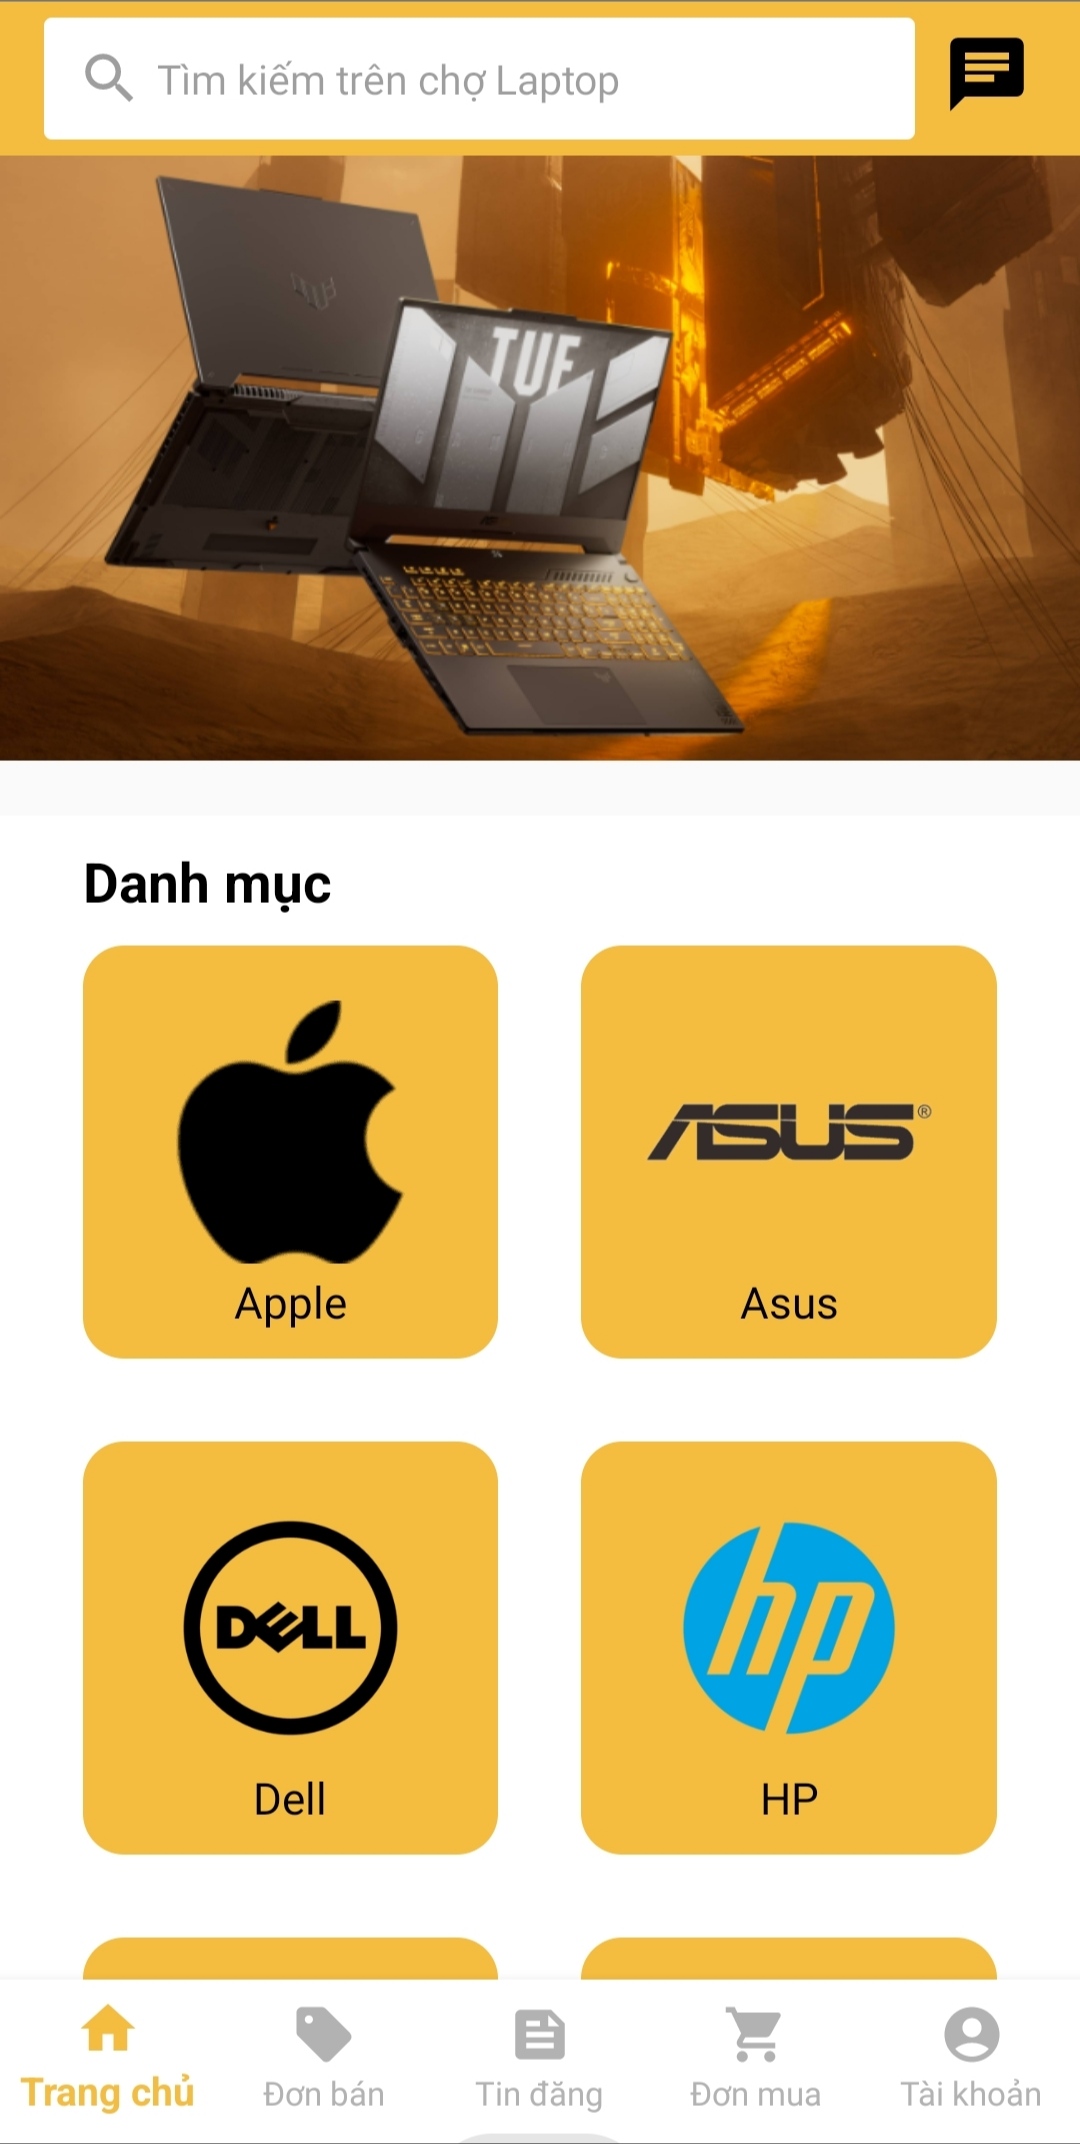 Tìm kiếm trên chợ Laptop
TUF
Danh mục
ASUS®
Apple
Asus
DELL
hp
Dell
HP
Trang chủ
Đơn bán
Tin đăng
Đơn mua
Tài khoản